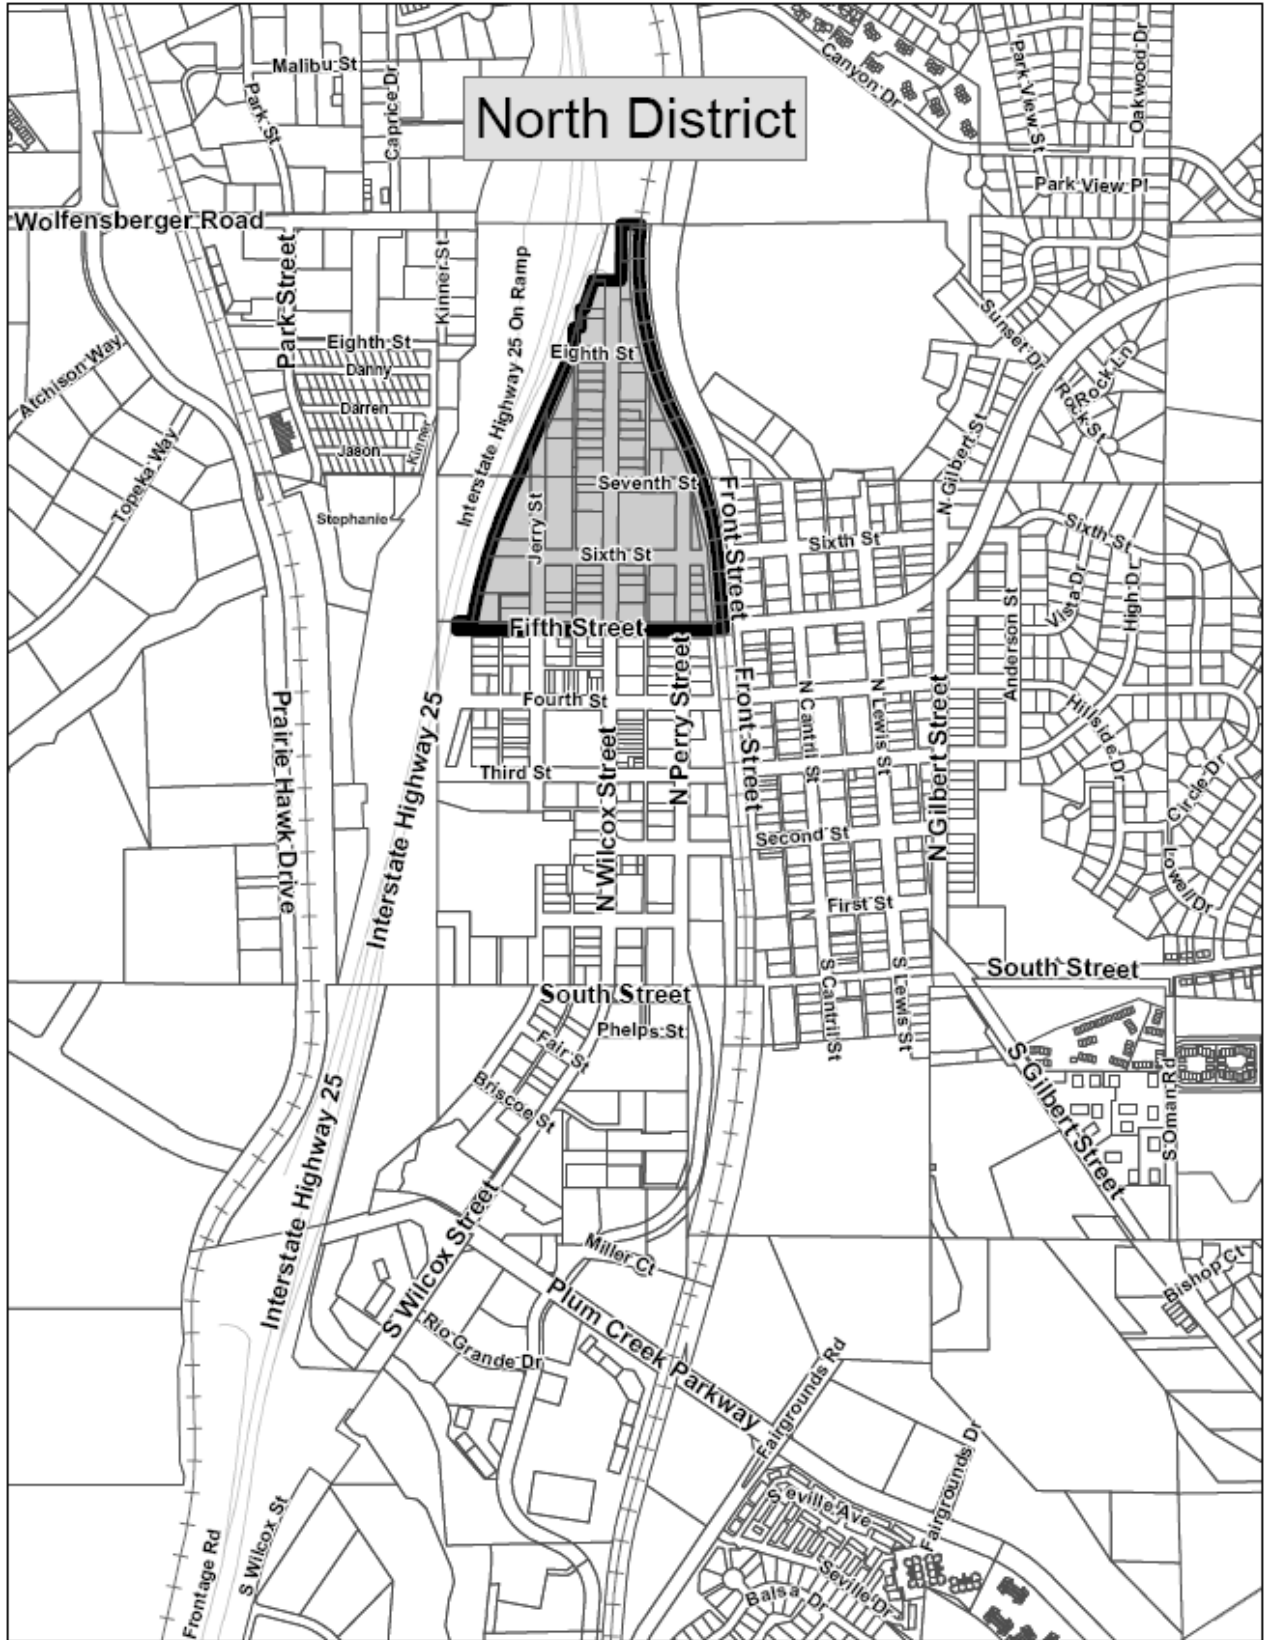 Malibu St
Park St
Caprice Dr
North District
Canyon Dr
Park View St
Oakwood Dr
Park View Pl
Wolfensberger Road
Park Street
Kinner St
Interstate Highway 25 On Ramp
Eighth St
Danny
Darren
Jason
Kinner
Stephanie
Atchison Way
Topeka Way
Eighth St
Sunset Dr
Rock Ln
Rock St
N Gilbert St
Seventh St
Jerry St
Sixth St
Front Street
Sixth St
Sixth St
Vista Dr
High Dr
Anderson St
Fifth Street
Prairie Hawk Drive
Interstate Highway 25
Fourth St
N Perry Street
Front Street
N Cantril St
N Lewis St
N Gilbert Street
Hillside Dr
Third St
N Wilcox Street
Circle Dr
Second St
Lowell Dr
First St
South Street
South Street
Phelps St
S Cantril St
S Lewis St
Fair St
Briscoe St
S Gilbert Street
S Oman Rd
Interstate Highway 25
S Wilcox Street
Miller Ct
Bishop Ct
Plum Creek Parkway
Rio Grande Dr
Fairgrounds Rd
Fairgrounds Dr
Seville Ave
Seville Dr
Balsa Dr
S Wilcox St
Frontage Rd